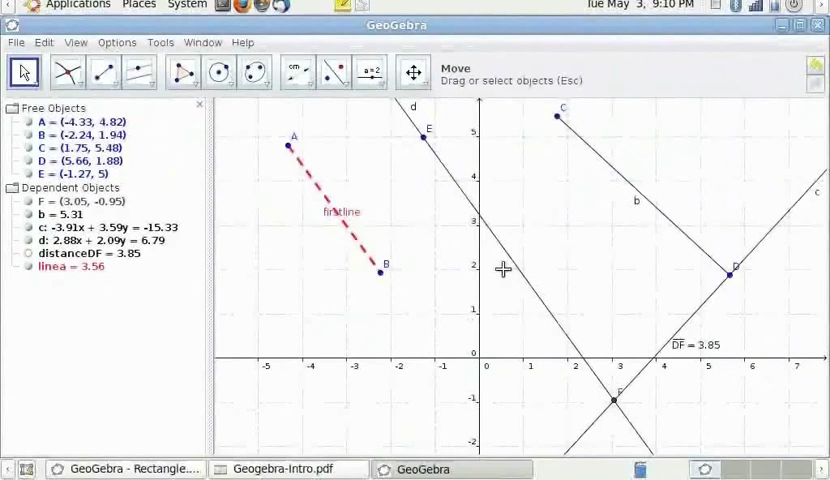 Applications Places System Tue May 3, 9:10 PM
GeoGebra
File Edit View Options Tools Window Help
cm
a = 2
Move
Drag or select objects (Esc)
Free Objects
A = (-4.33, 4.82)
B = (-2.24, 1.94)
C = (1.75, 5.48)
D = (5.66, 1.88)
E = (-1.27, 5)
Dependent Objects
F = (3.05, -0.95)
b = 5.31
c: -3.91x + 3.59y = -15.33
d: 2.88x + 2.09y = 6.79
distanceDF = 3.85
linea = 3.56
d
C
E
A
5
4
c
b
firstline
3
B
D
2
1
DF = 3.85
0
-5 -4 -3 -2 -1 0 1 2 3 4 5 6 7
F
-1
-2
GeoGebra - Rectangle.... Geogebra-Intro.pdf GeoGebra